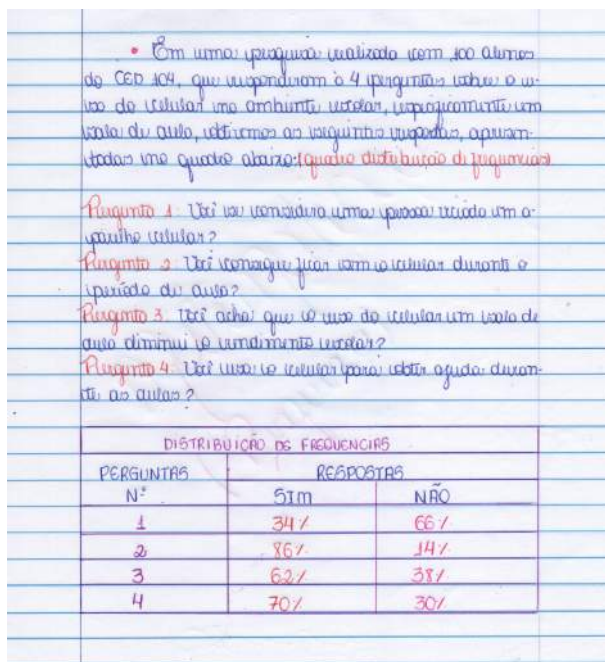 • Em uma pesquisa realizada com 100 alunos
do CED 104, que responderam à 4 perguntas sobre o u-
so do celular no ambiente escolar, especificamente em
sala de aula, obtivemos as seguintes respostas, apresen-
tadas no quadro abaixo: (quadro distribuição de frequências)
Pergunta 1: Você se considera uma pessoa viciada em a-
parelho celular?
Pergunta 2: Você consegue ficar sem o celular durante o
período de aula?
Pergunta 3: Você acha que o uso do celular em sala de
aula diminui o rendimento escolar?
Pergunta 4: Você usa o celular para obter ajuda duran-
te as aulas?
DISTRIBUIÇÃO DE FREQUENCIAS
PERGUNTAS RESPOSTAS
Nº SIM NÃO
1 34% 66%
2 86% 14%
3 62% 38%
4 70% 30%